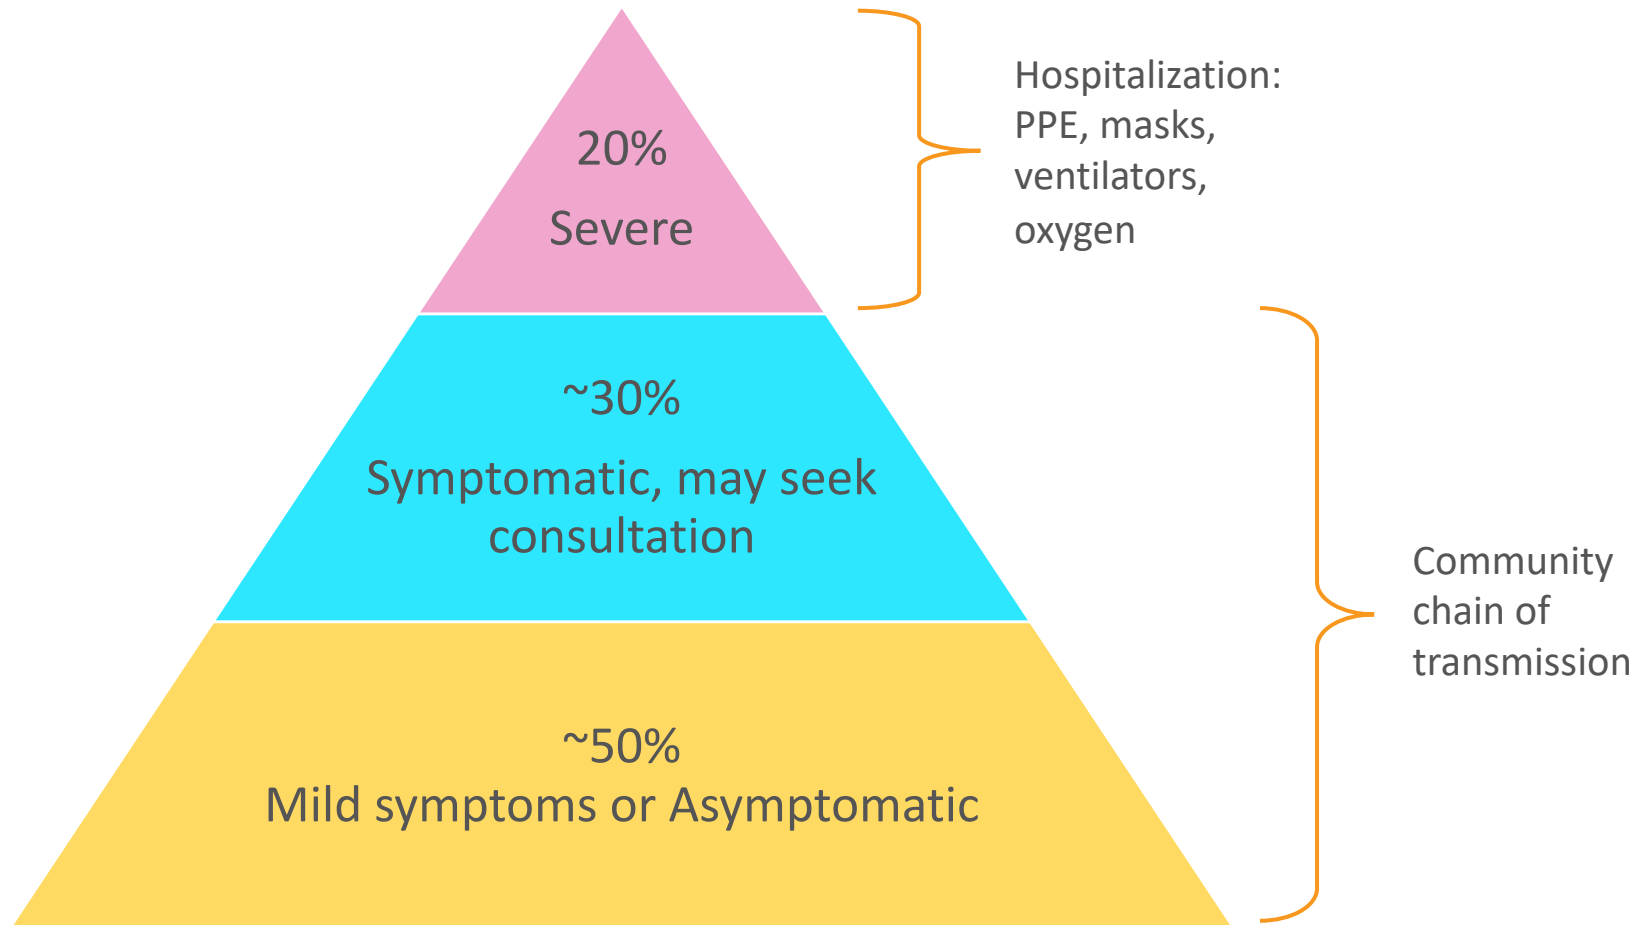 20%
Severe
Hospitalization:
PPE, masks,
ventilators,
oxygen
~30%
Symptomatic, may seek
consultation
~50%
Mild symptoms or Asymptomatic
Community
chain of
transmission